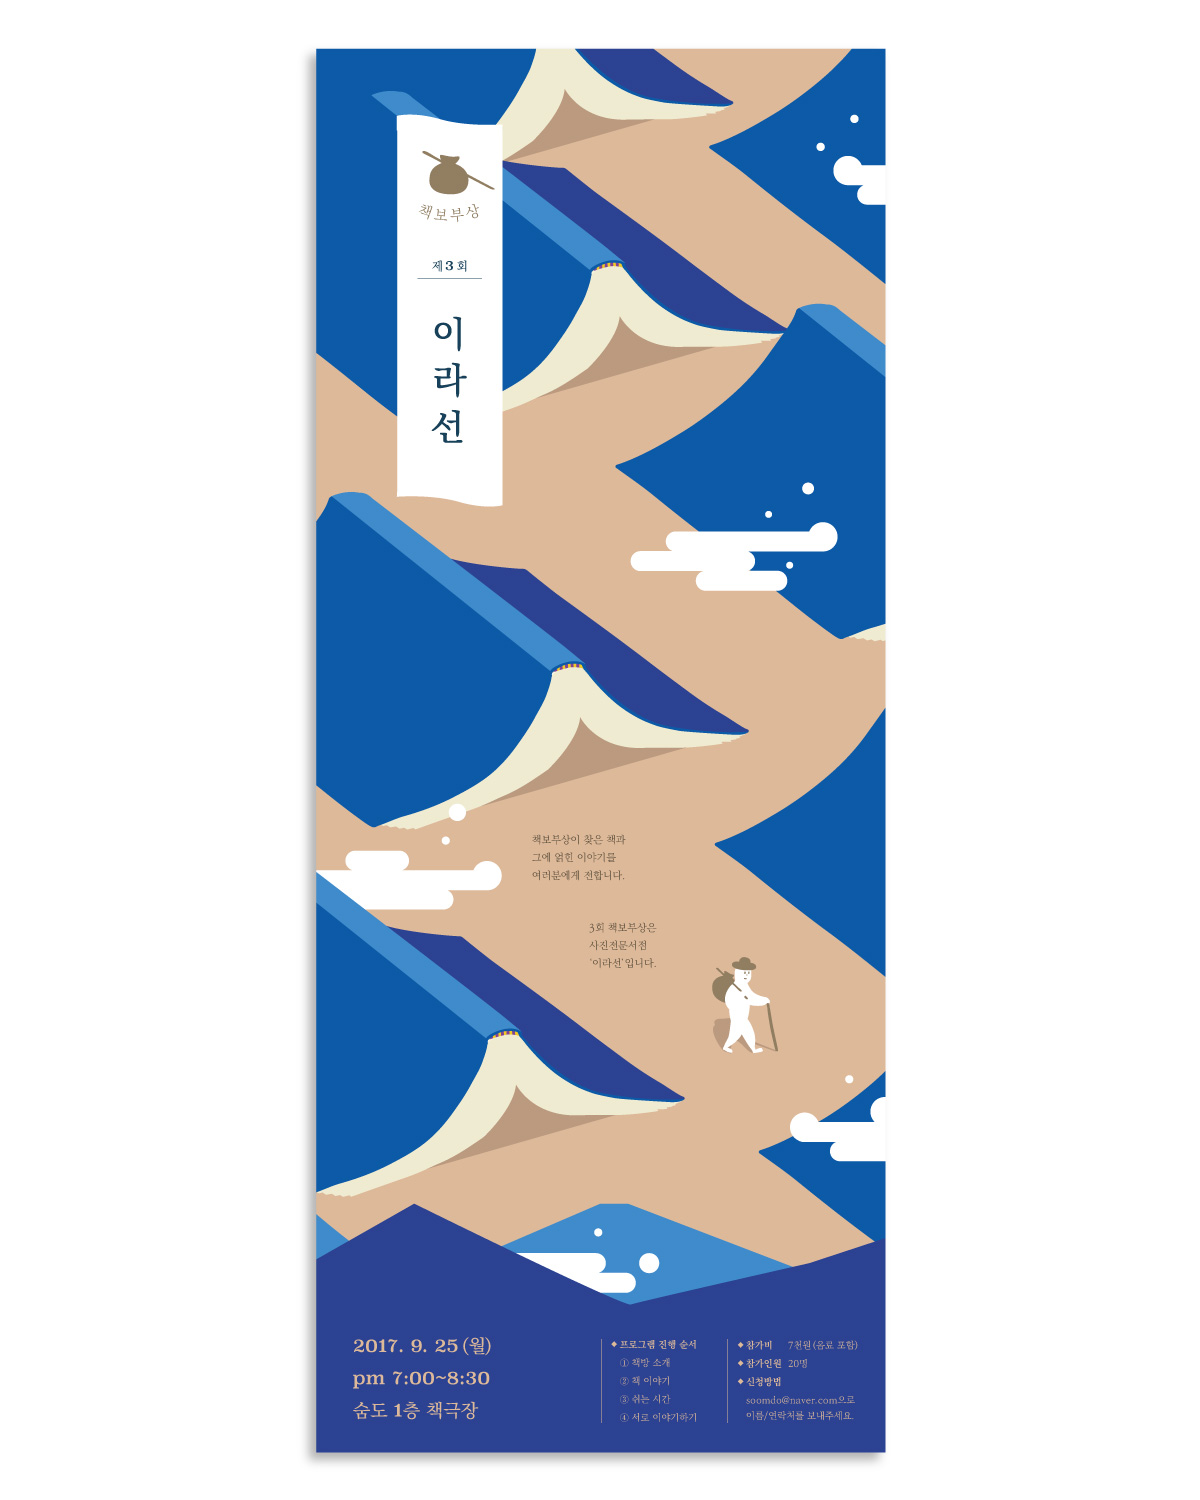 책보부상
제3회
이라선
책보부상이 찾은 책과
그에 얽힌 이야기를
여러분에게 전합니다.
3회 책보부상은
사진전문서점
'이라선'입니다.
2017. 9. 25 (월)
pm 7:00~8:30
숨도 1층 책극장
◆ 프로그램 진행 순서
① 책방 소개
② 책 이야기
③ 쉬는 시간
④ 서로 이야기하기
◆ 참가비 7천원 (음료 포함)
◆ 참가인원 20명
◆ 신청방법
soomdo@naver.com으로
이름/연락처를 보내주세요.